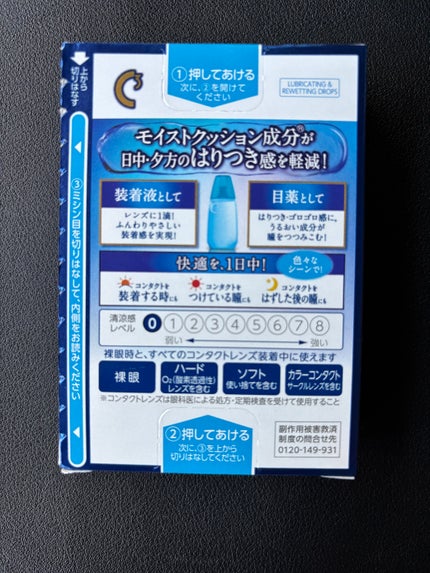 上から
切りはなす
①押してあける
次に、②を開けて
ください
LUBRICATING &
REWETTING DROPS
モイストクッション成分®が
日中・夕方のはりつき感を軽減!
装着液として
レンズに1滴!
ふんわりやさしい
装着感を実現!
目薬として
はりつき・ゴロゴロ感に、
うるおい成分が
瞳をつつみこむ!
快適を、1日中!
色々な
シーンで!
コンタクトを
装着する時にも
コンタクトを
つけている瞳にも
コンタクトを
はずした後の瞳にも
清涼感
レベル
0 1 2 3 4 5 6 7 8
弱い
強い
裸眼時と、すべてのコンタクトレンズ装着中に使えます
裸眼
ハード
O₂(酸素透過性)
レンズを含む
ソフト
使い捨てを含む
カラーコンタクト
サークルレンズを含む
※コンタクトレンズは眼科医による処方・定期検査を受けて使用すること
②押してあける
次に、③を上から
切りはなしてください
副作用被害救済
制度の問合せ先
0120-149-931
③ミシン目を切りはなして、内側をお読みください